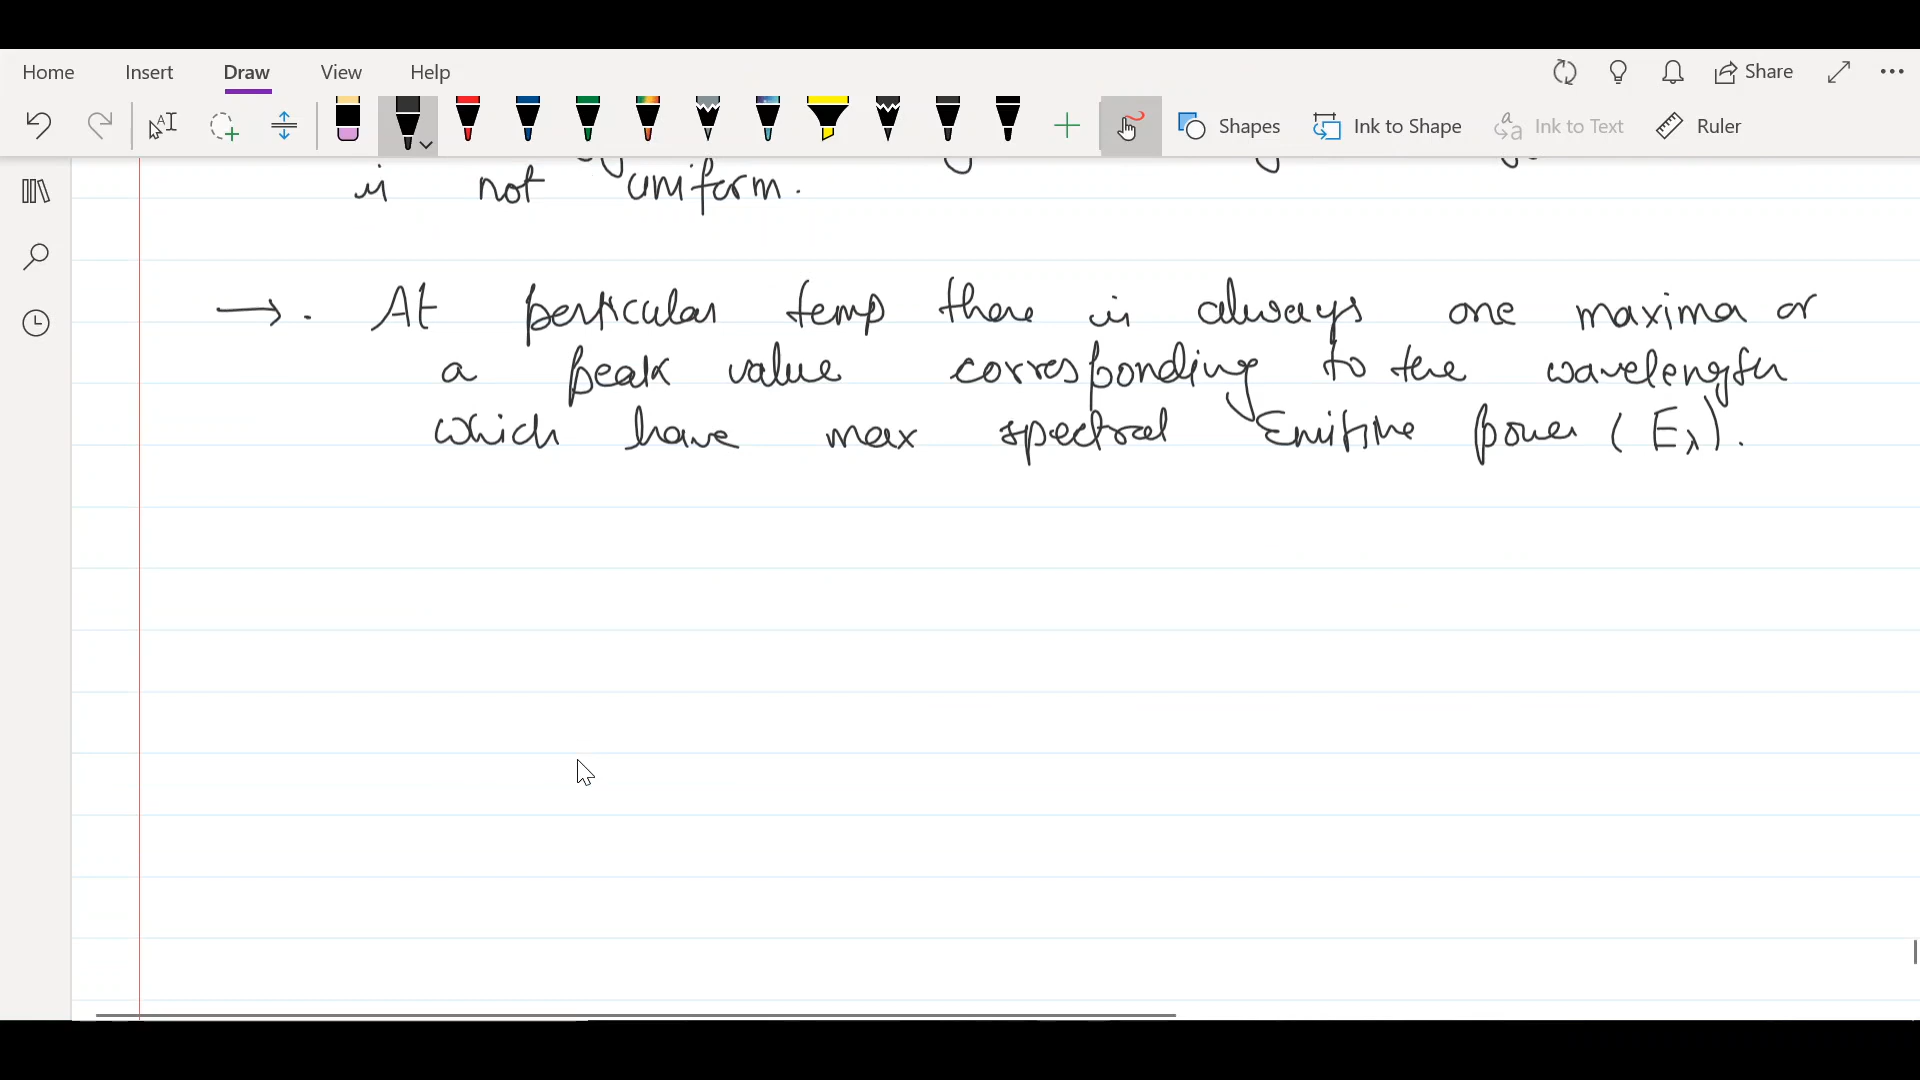 Home Insert Draw View Help Share
Shapes Ink to Shape Ink to Text Ruler
is not uniform.
→. At perticular temp there is always one maxima or
a peak value corresponding to the wavelength
which have max spectral Emitive power (Eλ).